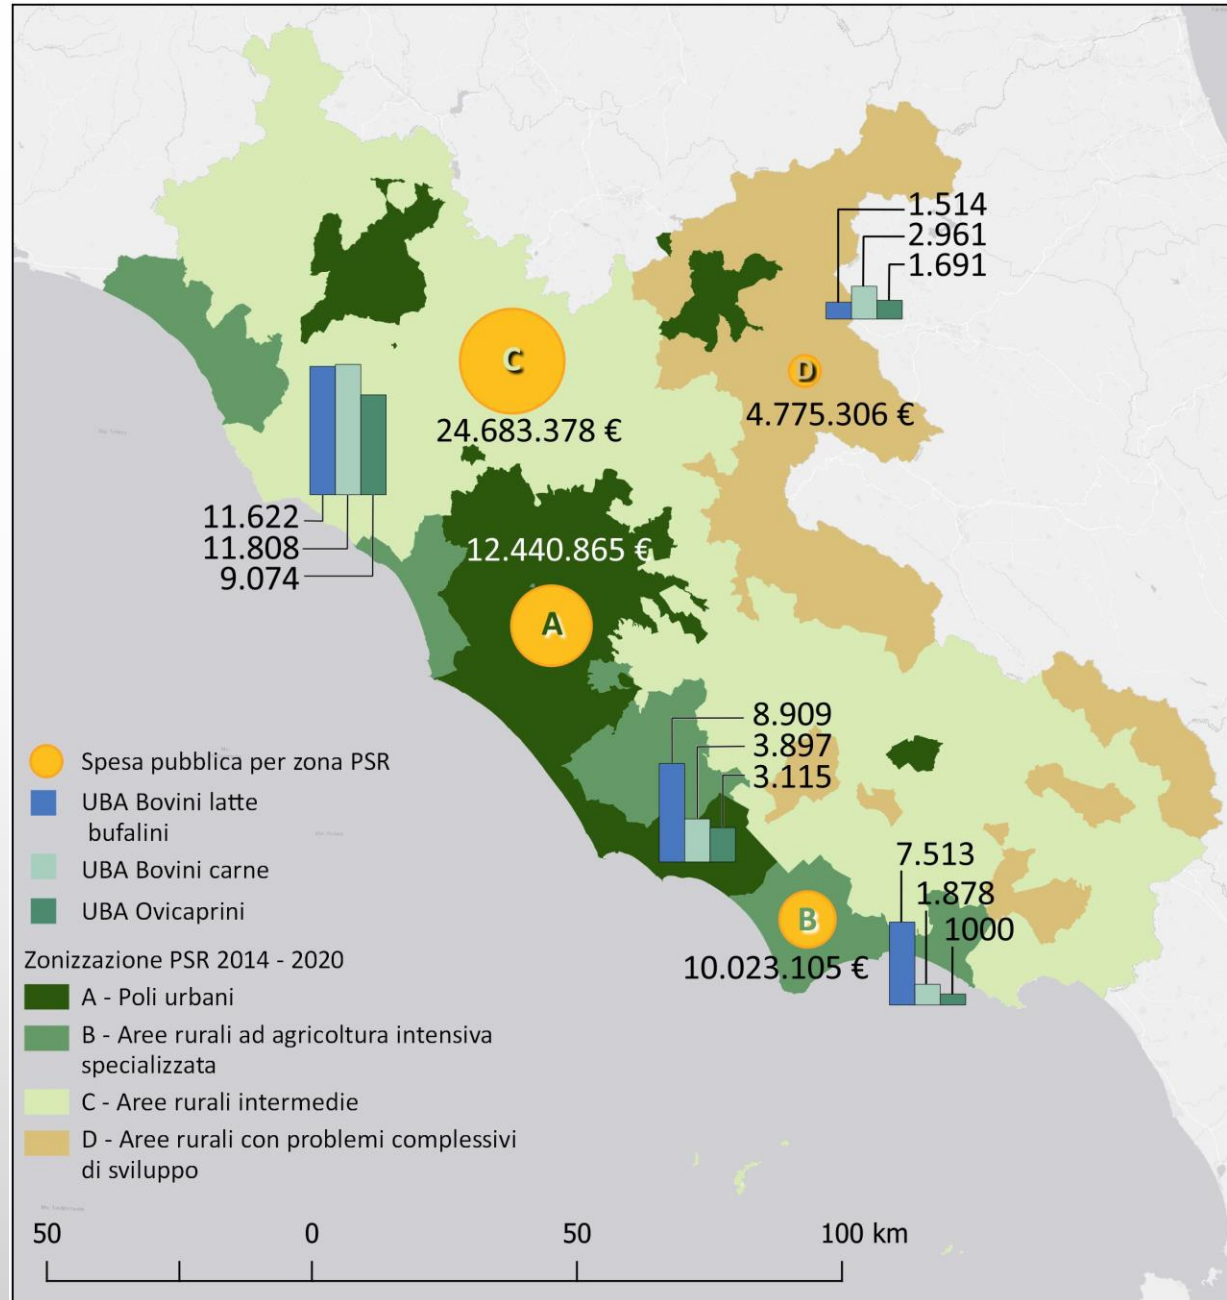 1.514
2.961
1.691
C
24.683.378 €
D
4.775.306 €
11.622
11.808
9.074
12.440.865 €
A
8.909
3.897
3.115
7.513
1.878
1000
B
10.023.105 €
Spesa pubblica per zona PSR
UBA Bovini latte
bufalini
UBA Bovini carne
UBA Ovicaprini
Zonizzazione PSR 2014 - 2020
A - Poli urbani
B - Aree rurali ad agricoltura intensiva
specializzata
C - Aree rurali intermedie
D - Aree rurali con problemi complessivi
di sviluppo
50 0 50 100 km